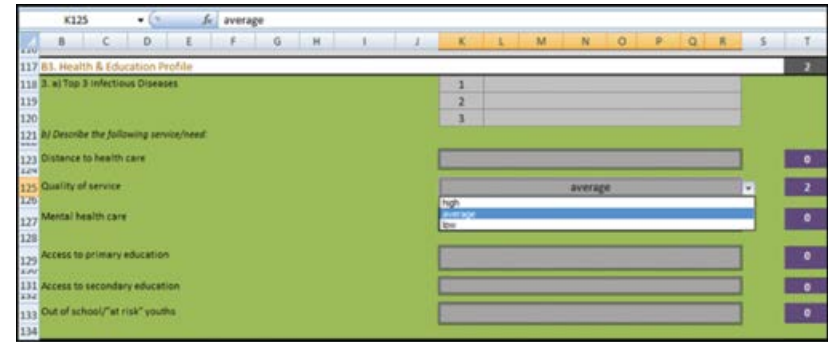 K125 fx average
B C D E F G H I J K L M N O P Q R S T
117 B1. Health & Education Profile 2
118 3. a) Top 3 Infectious Diseases 1
119 2
120 3
121 b) Describe the following service/need:
123 Distance to health care 0
125 Quality of service average 2
126 high
average
127 Mental health care 0
low
128
129 Access to primary education 0
131 Access to secondary education 0
133 Out of school/"at risk" youths 0
134